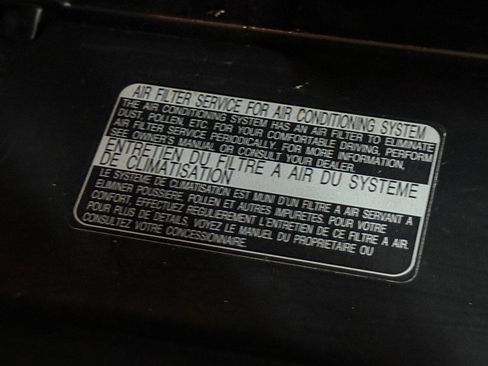 AIR FILTER SERVICE FOR AIR CONDITIONING SYSTEM
THE AIR CONDITIONING SYSTEM HAS AN AIR FILTER TO ELIMINATE
DUST, POLLEN, ETC. FOR YOUR COMFORTABLE DRIVING, PERFORM
AIR FILTER SERVICE PERIODICALLY. FOR MORE INFORMATION,
SEE OWNER'S MANUAL OR CONSULT YOUR DEALER.
ENTRETIEN DU FILTRE A AIR DU SYSTEME
DE CLIMATISATION
LE SYSTEME DE CLIMATISATION EST MUNI D'UN FILTRE A AIR SERVANT A
ELIMINER POUSSIERE, POLLEN ET AUTRES IMPURETES. POUR VOTRE
CONFORT, EFFECTUEZ REGULIEREMENT L'ENTRETIEN DE CE FILTRE A AIR.
POUR PLUS DE DETAILS, VOYEZ LE MANUEL DU PROPRIETAIRE OU
CONSULTEZ VOTRE CONCESSIONNAIRE.